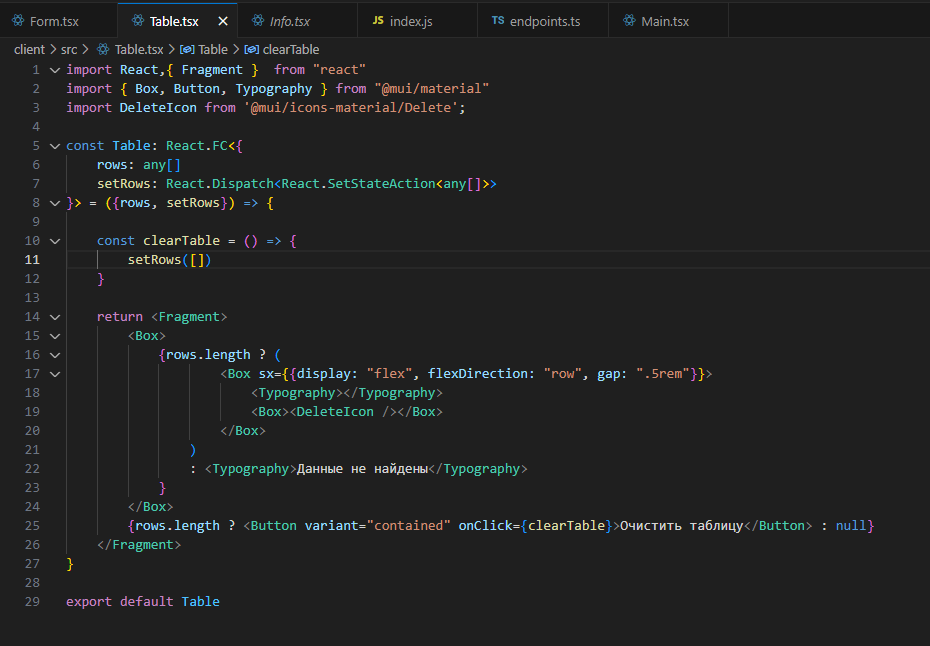 Form.tsx Table.tsx Info.tsx JS index.js TS endpoints.ts Main.tsx
client > src > Table.tsx > Table > clearTable
1 import React,{ Fragment }  from "react"
2 import { Box, Button, Typography } from "@mui/material"
3 import DeleteIcon from '@mui/icons-material/Delete';
4
5 const Table: React.FC<{
6     rows: any[]
7     setRows: React.Dispatch<React.SetStateAction<any[]>>
8 }> = ({rows, setRows}) => {
9
10     const clearTable = () => {
11         setRows([])
12     }
13
14     return <Fragment>
15         <Box>
16             {rows.length ? (
17                     <Box sx={{display: "flex", flexDirection: "row", gap: ".5rem"}}>
18                         <Typography></Typography>
19                         <Box><DeleteIcon /></Box>
20                     </Box>
21                 )
22                 : <Typography>Данные не найдены</Typography>
23             }
24         </Box>
25         {rows.length ? <Button variant="contained" onClick={clearTable}>Очистить таблицу</Button> : null}
26     </Fragment>
27 }
28
29 export default Table